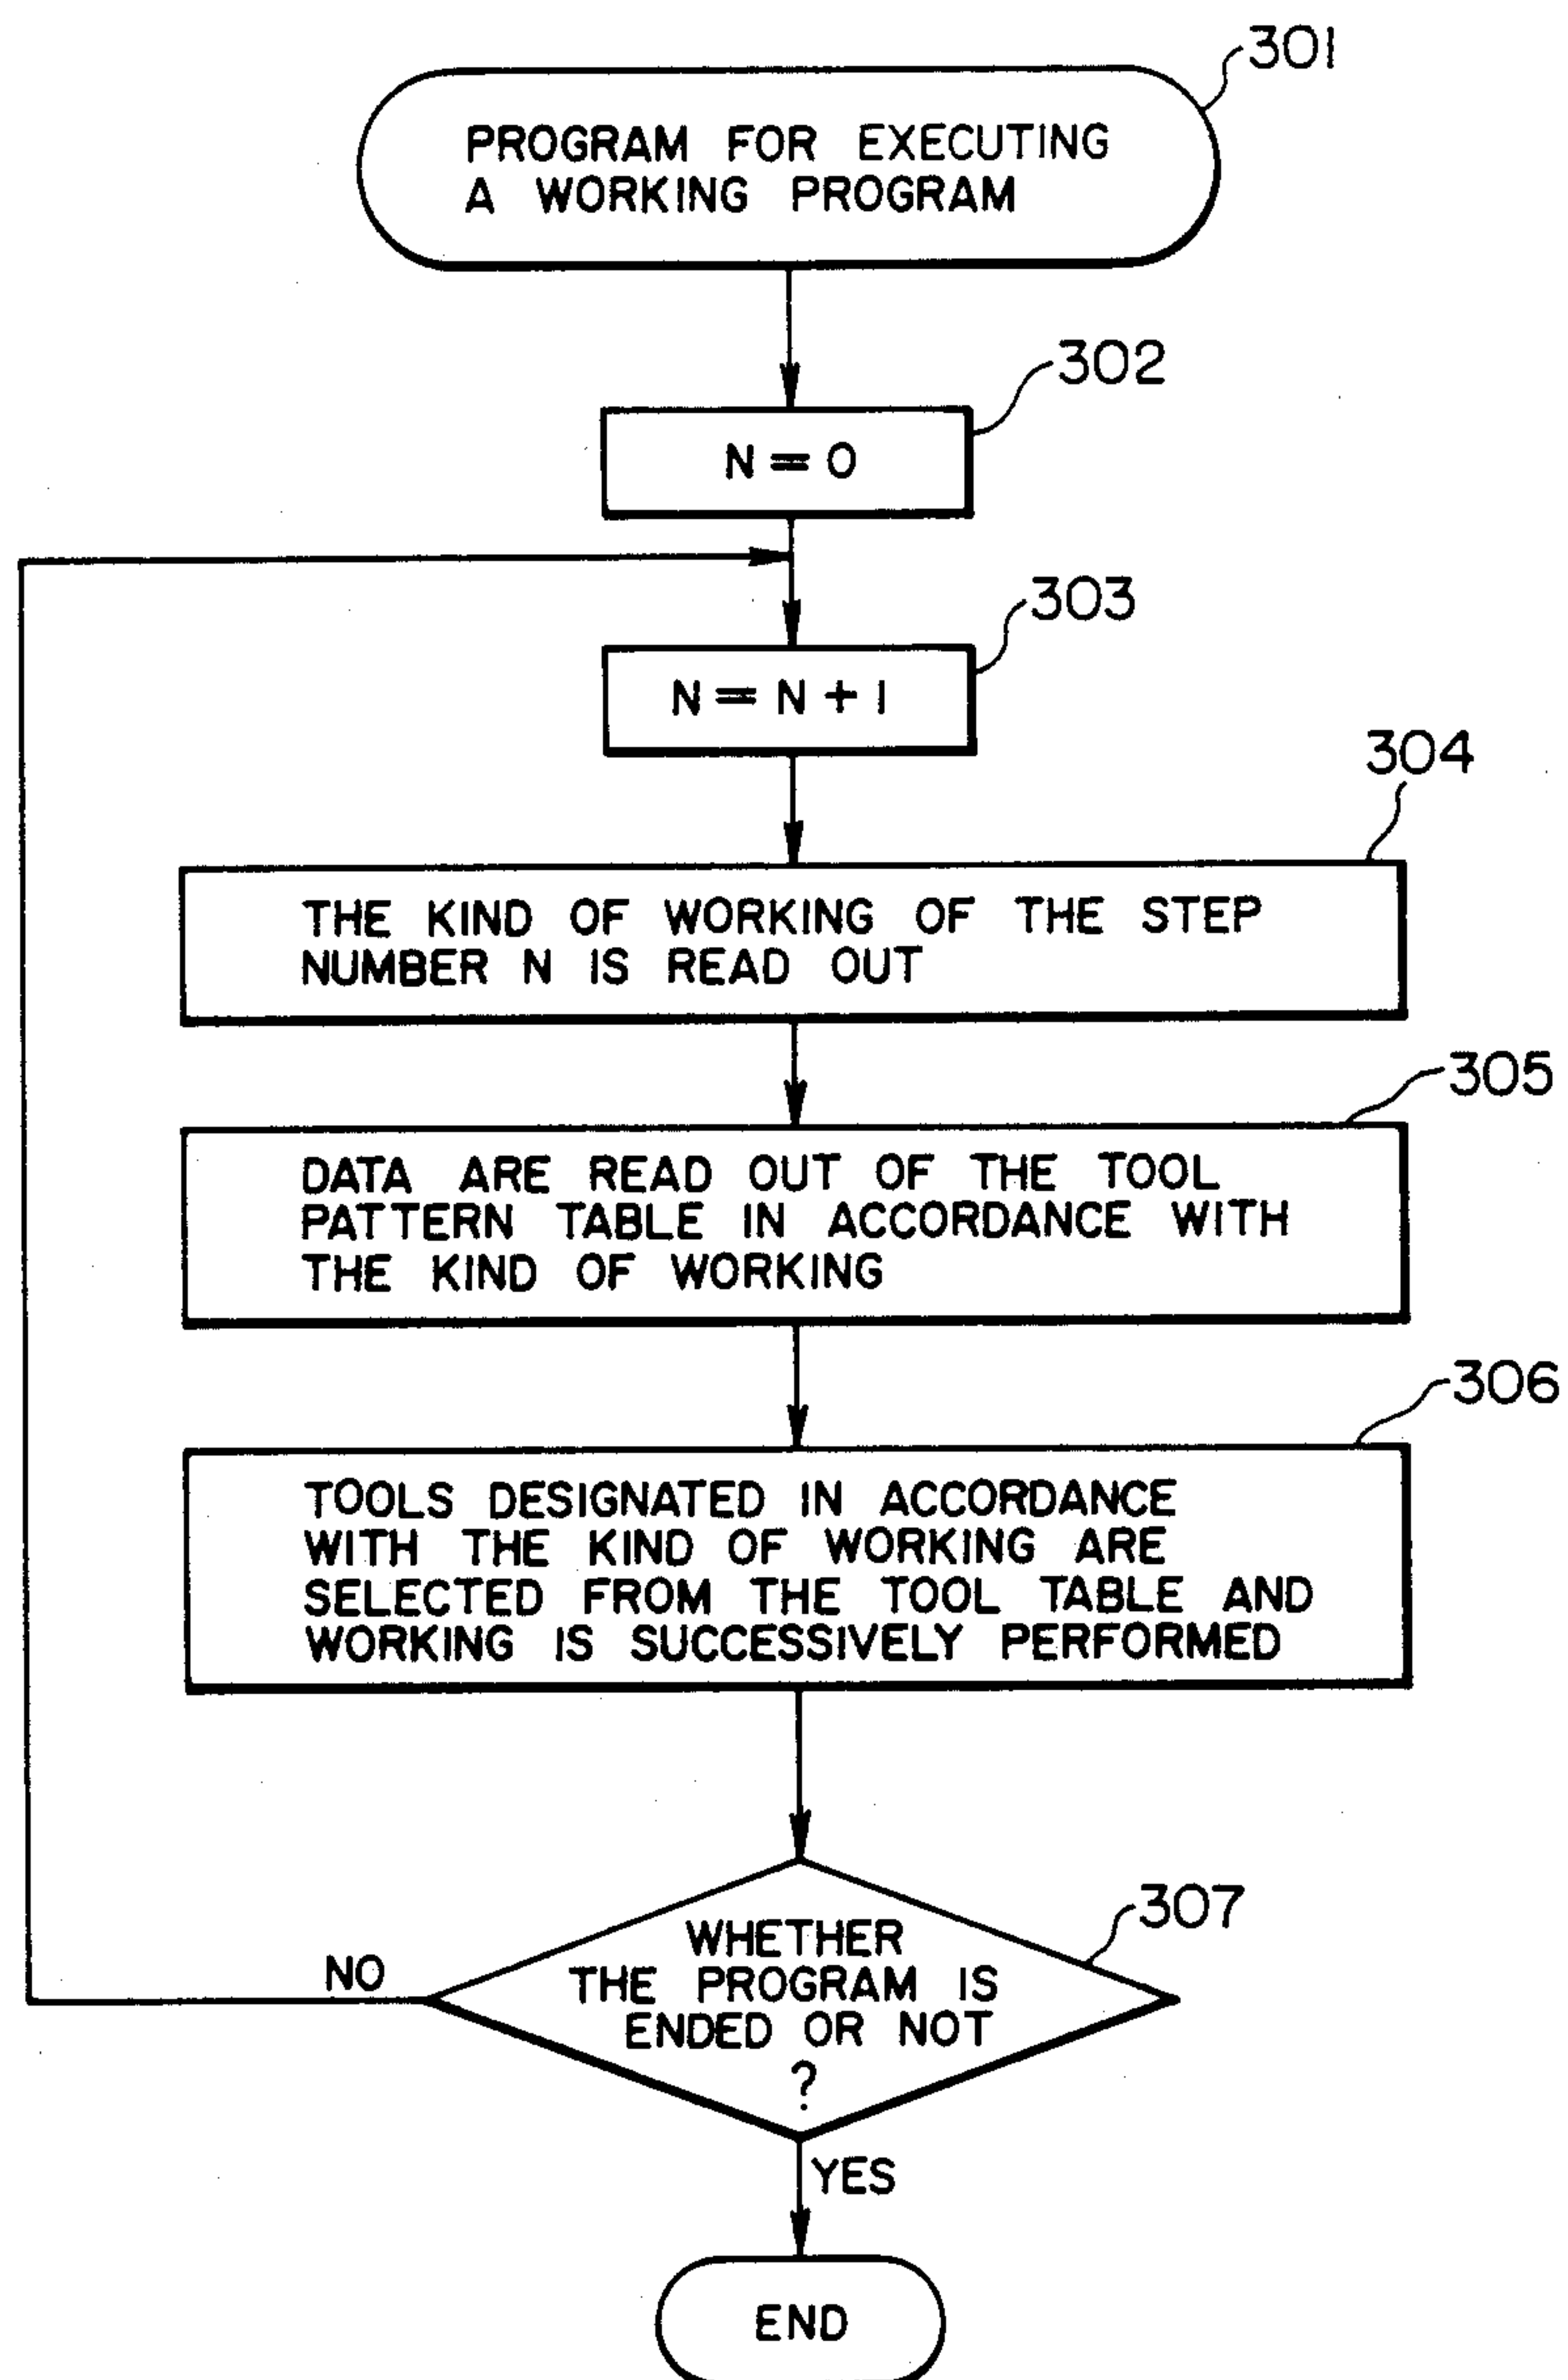 301
PROGRAM FOR EXECUTING
A WORKING PROGRAM
302
N = 0
303
N = N + 1
304
THE KIND OF WORKING OF THE STEP
NUMBER N IS READ OUT
305
DATA ARE READ OUT OF THE TOOL
PATTERN TABLE IN ACCORDANCE WITH
THE KIND OF WORKING
306
TOOLS DESIGNATED IN ACCORDANCE
WITH THE KIND OF WORKING ARE
SELECTED FROM THE TOOL TABLE AND
WORKING IS SUCCESSIVELY PERFORMED
307
WHETHER
THE PROGRAM IS
ENDED OR NOT
?
NO
YES
END